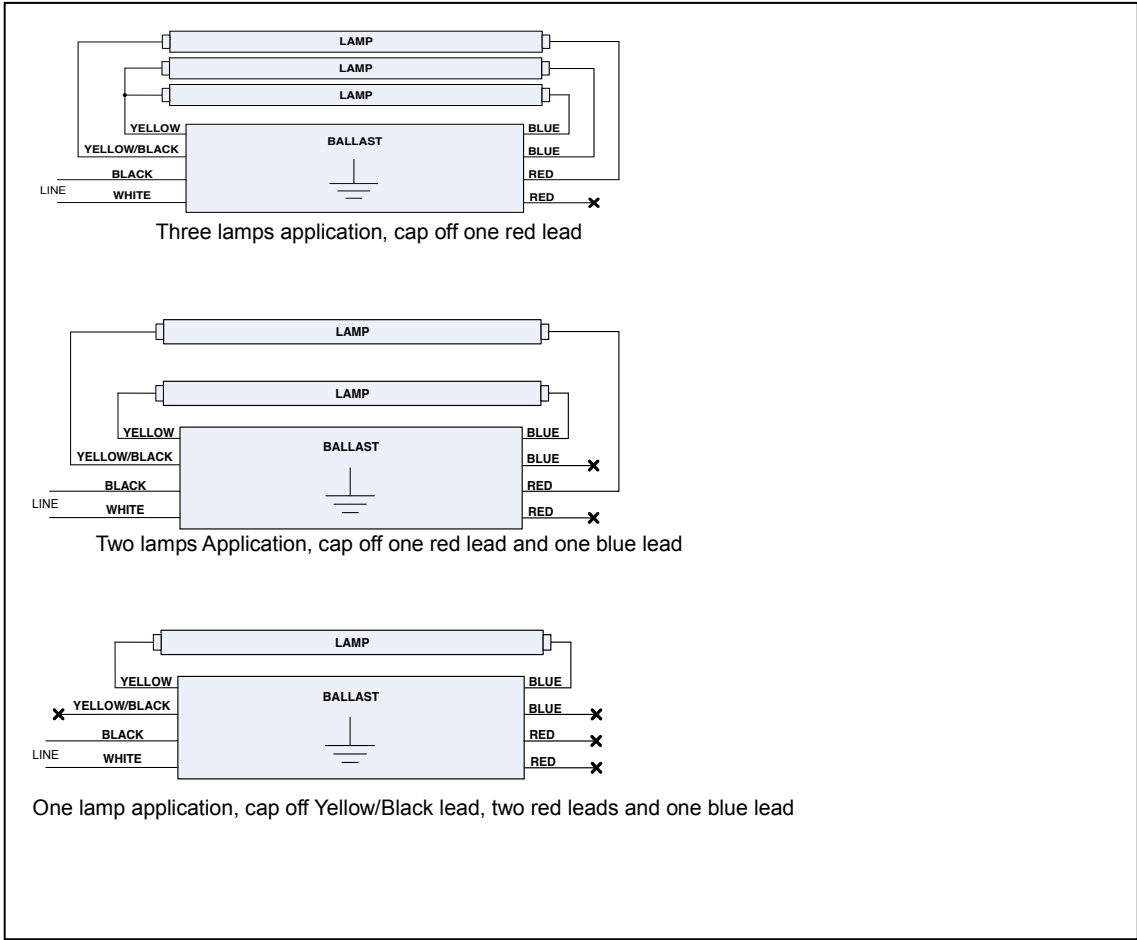 LAMP
LAMP
LAMP
YELLOW
BLUE
BALLAST
YELLOW/BLACK
BLUE
BLACK
RED
LINE
WHITE
RED
Three lamps application, cap off one red lead
LAMP
LAMP
YELLOW
BLUE
BALLAST
YELLOW/BLACK
BLUE
BLACK
RED
LINE
WHITE
RED
Two lamps Application, cap off one red lead and one blue lead
LAMP
YELLOW
BLUE
BALLAST
YELLOW/BLACK
BLUE
BLACK
RED
LINE
WHITE
RED
One lamp application, cap off Yellow/Black lead, two red leads and one blue lead